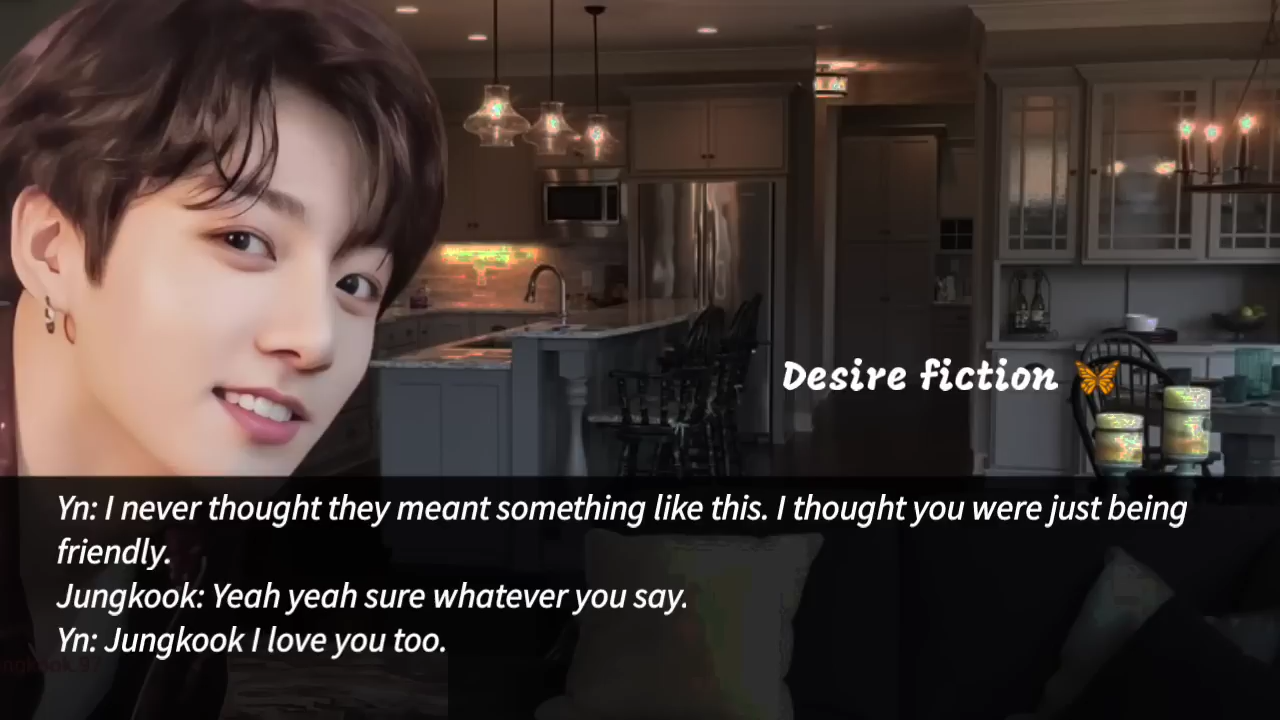 Desire fiction 🦋
Yn: I never thought they meant something like this. I thought you were just being
friendly.
Jungkook: Yeah yeah sure whatever you say.
Yn: Jungkook I love you too.